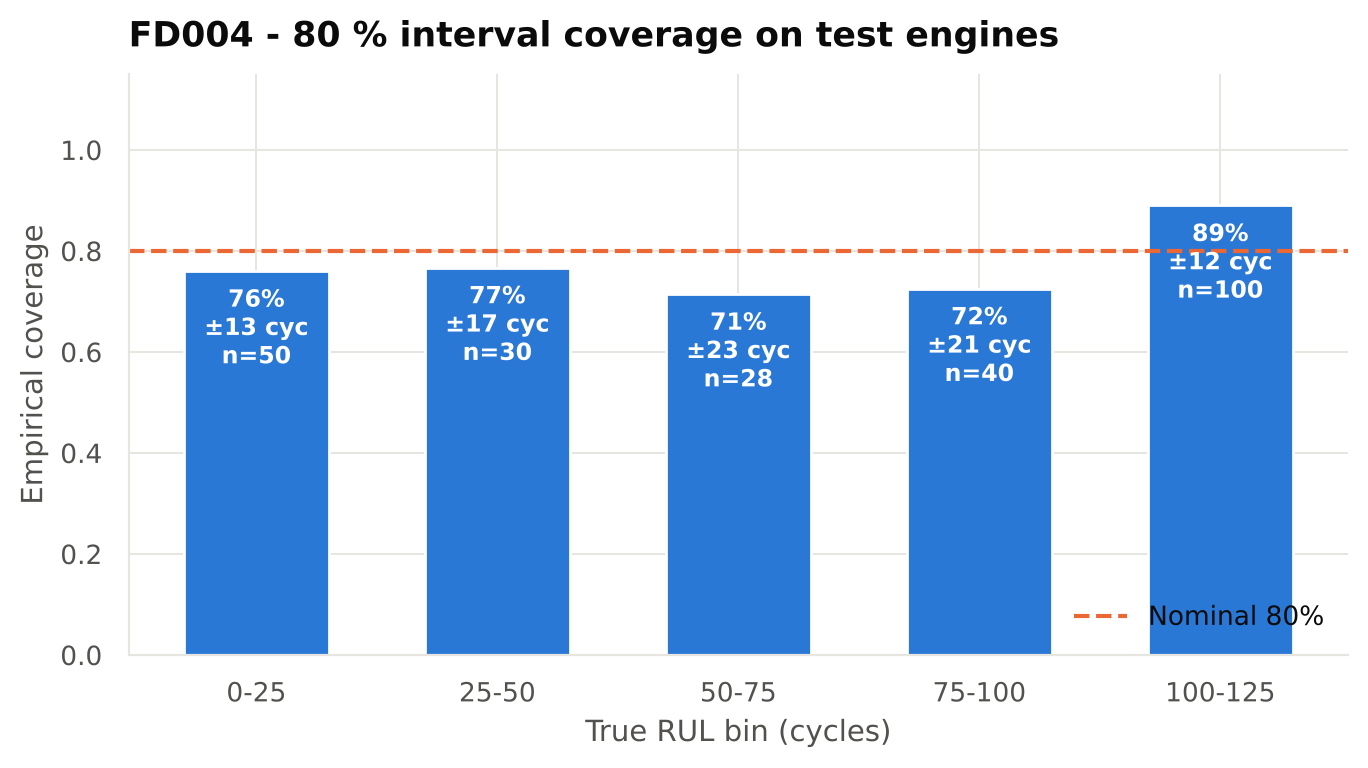 FD004 - 80 % interval coverage on test engines
Empirical coverage
1.0
0.8
0.6
0.4
0.2
0.0
76%
±13 cyc
n=50
77%
±17 cyc
n=30
71%
±23 cyc
n=28
72%
±21 cyc
n=40
89%
±12 cyc
n=100
Nominal 80%
0-25
25-50
50-75
75-100
100-125
True RUL bin (cycles)